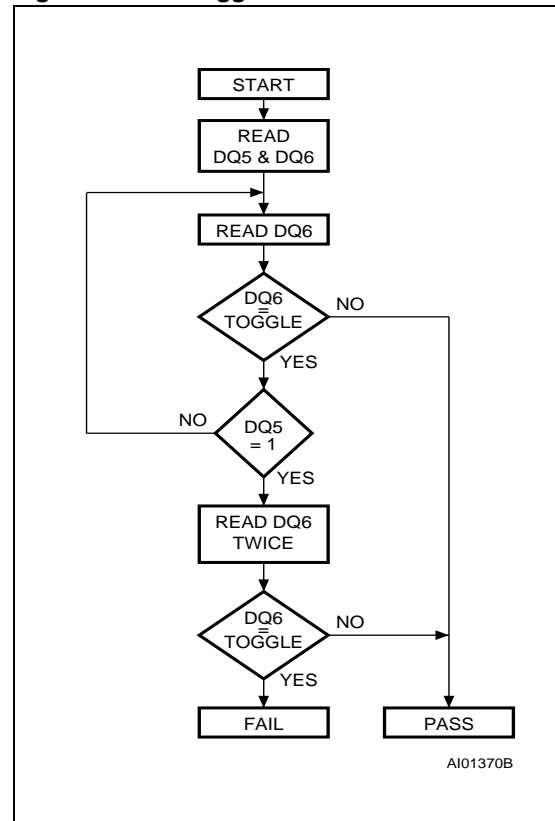 START
READ
DQ5 & DQ6
READ DQ6
DQ6
=
TOGGLE
NO
YES
NO
DQ5
= 1
YES
READ DQ6
TWICE
DQ6
=
TOGGLE
NO
YES
FAIL
PASS
AI01370B